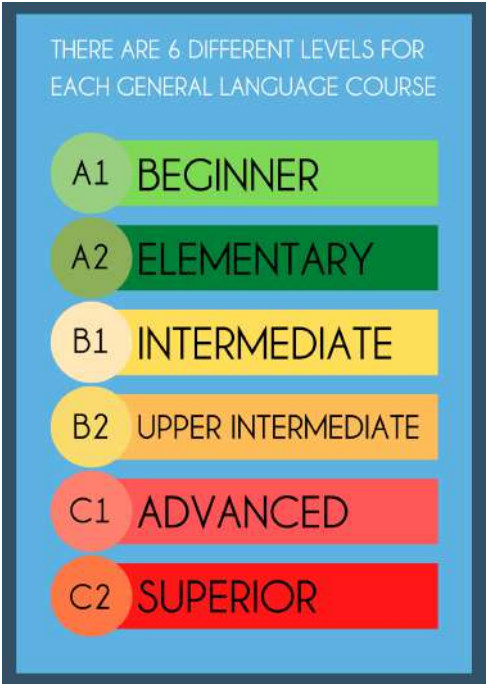 THERE ARE 6 DIFFERENT LEVELS FOR
EACH GENERAL LANGUAGE COURSE
A1 BEGINNER
A2 ELEMENTARY
B1 INTERMEDIATE
B2 UPPER INTERMEDIATE
C1 ADVANCED
C2 SUPERIOR